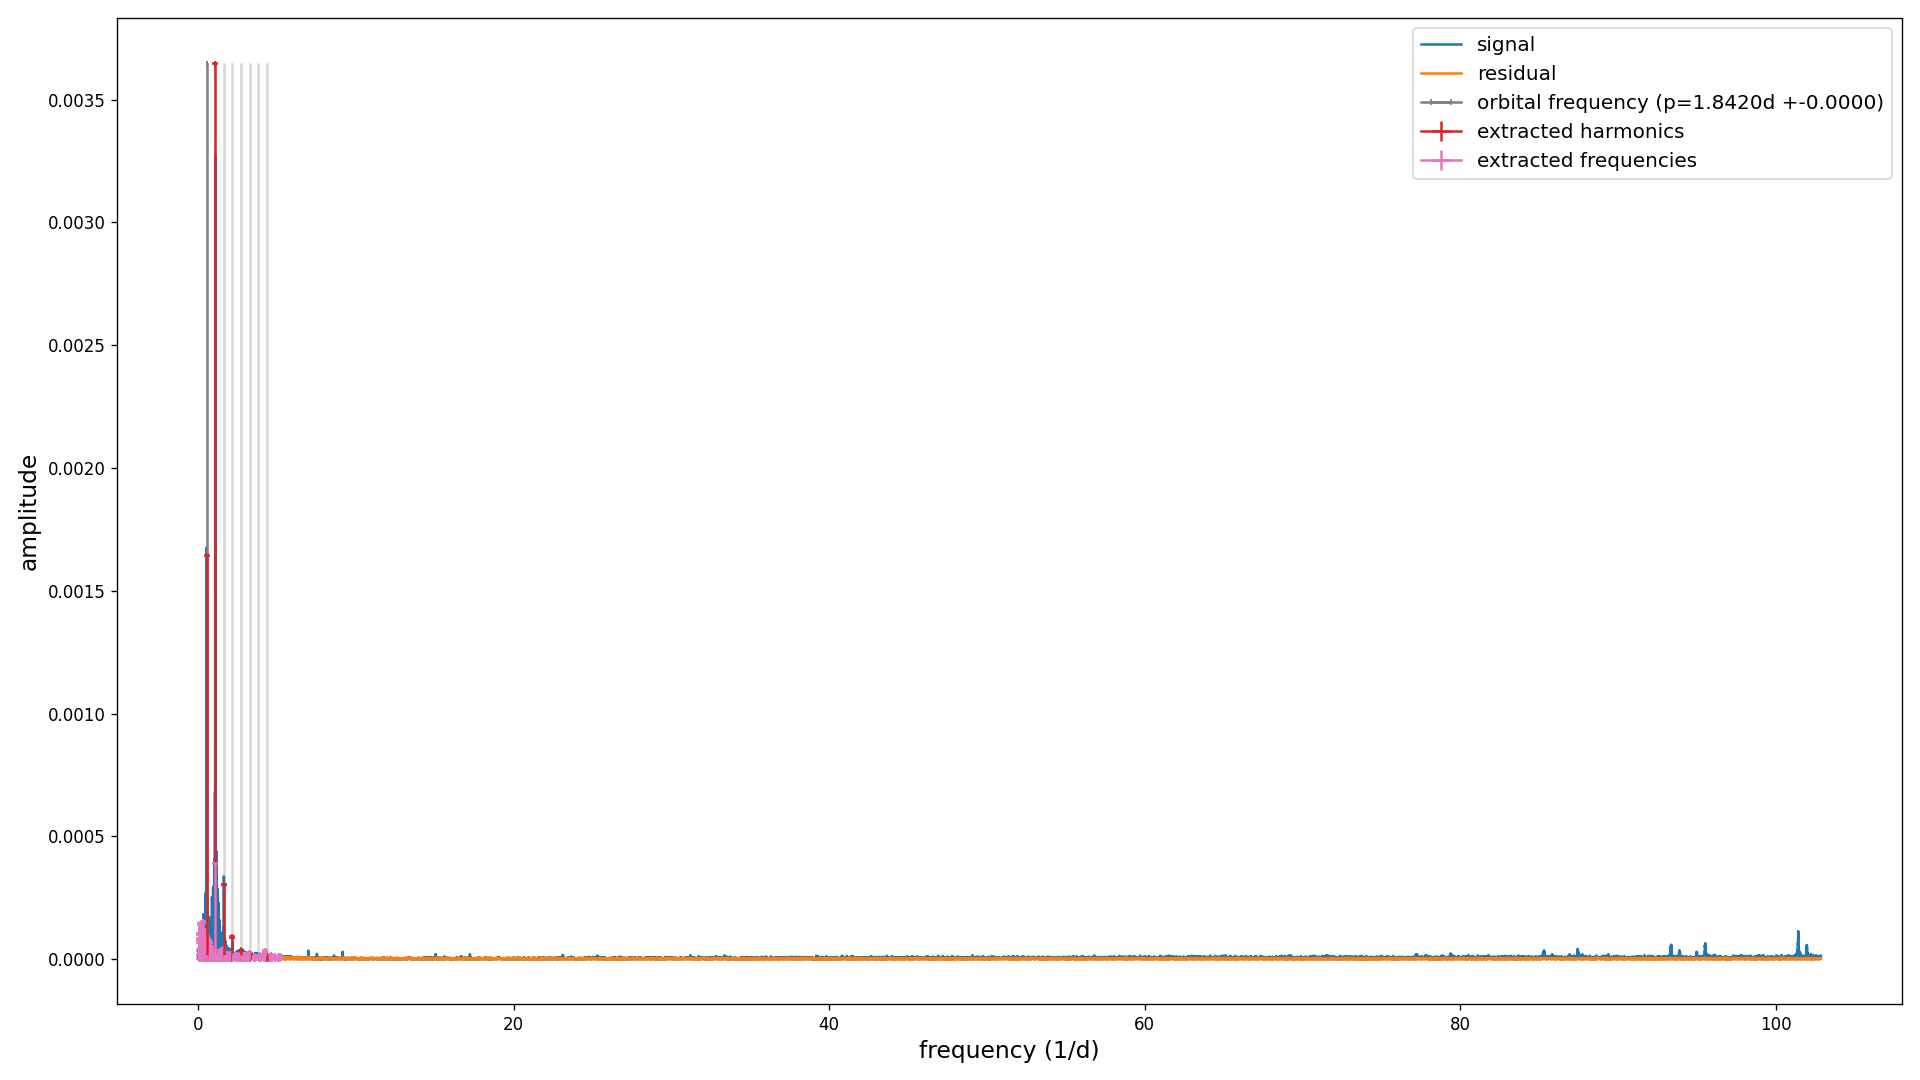 signal
residual
orbital frequency (p=1.8420d +-0.0000)
extracted harmonics
extracted frequencies
amplitude
0.0035
0.0030
0.0025
0.0020
0.0015
0.0010
0.0005
0.0000
0 20 40 60 80 100
frequency (1/d)